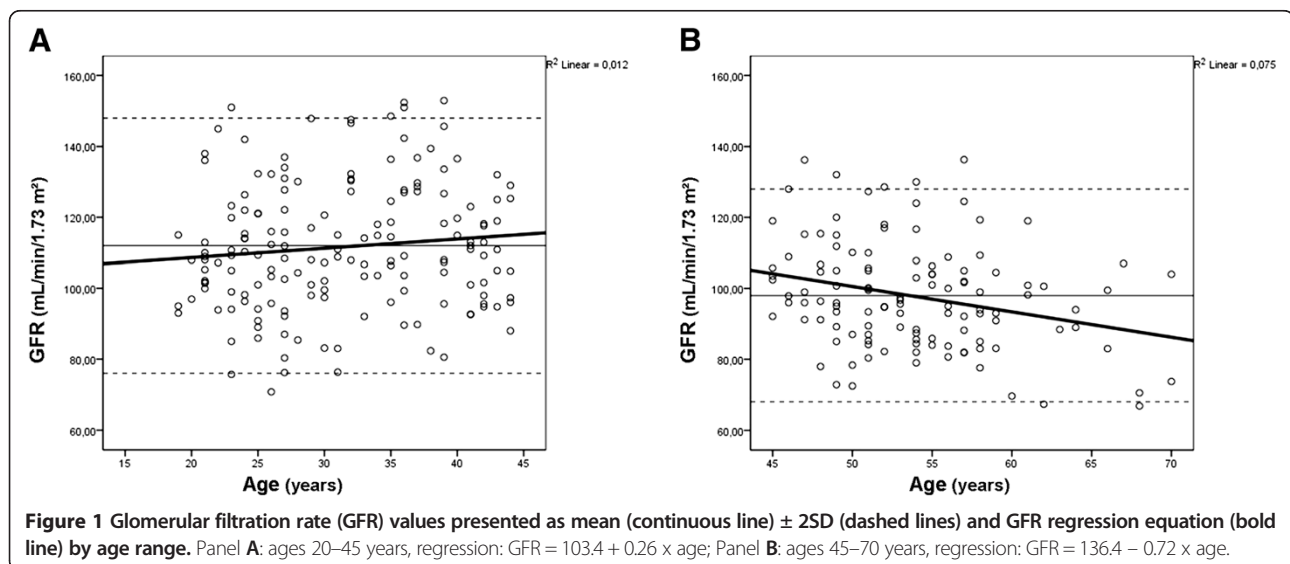 A
B
R² Linear = 0,012
R² Linear = 0,075
GFR (mL/min/1.73 m²)
160,00
140,00
120,00
100,00
80,00
60,00
15 20 25 30 35 40 45
Age (years)
GFR (mL/min/1.73 m²)
160,00
140,00
120,00
100,00
80,00
60,00
45 50 55 60 65 70
Age (years)
Figure 1 Glomerular filtration rate (GFR) values presented as mean (continuous line) ± 2SD (dashed lines) and GFR regression equation (bold
line) by age range. Panel A: ages 20–45 years, regression: GFR = 103.4 + 0.26 x age; Panel B: ages 45–70 years, regression: GFR = 136.4 – 0.72 x age.